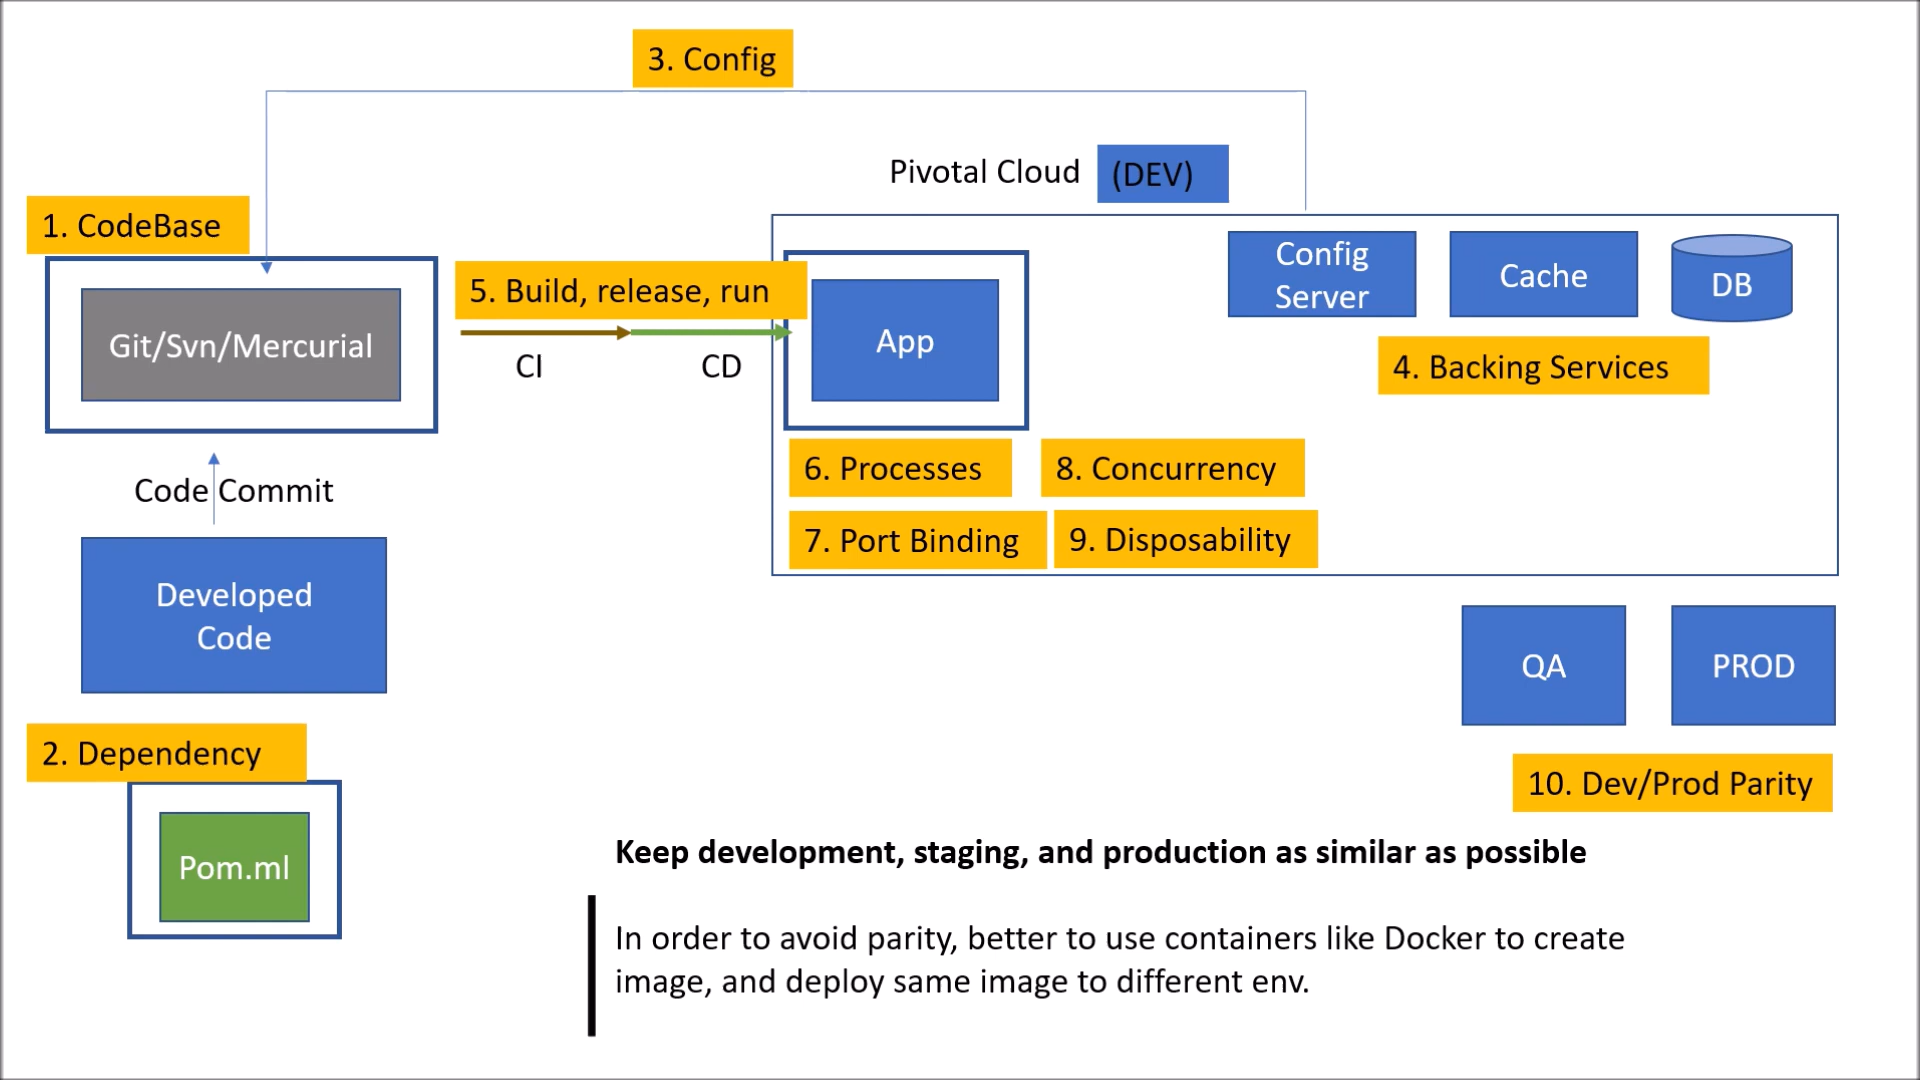 3. Config
Pivotal Cloud (DEV)
1. CodeBase
Git/Svn/Mercurial
5. Build, release, run
CI
CD
App
Config
Server
Cache
DB
4. Backing Services
6. Processes
8. Concurrency
7. Port Binding
9. Disposability
Code Commit
Developed
Code
QA
PROD
2. Dependency
Pom.ml
10. Dev/Prod Parity
Keep development, staging, and production as similar as possible
In order to avoid parity, better to use containers like Docker to create
image, and deploy same image to different env.